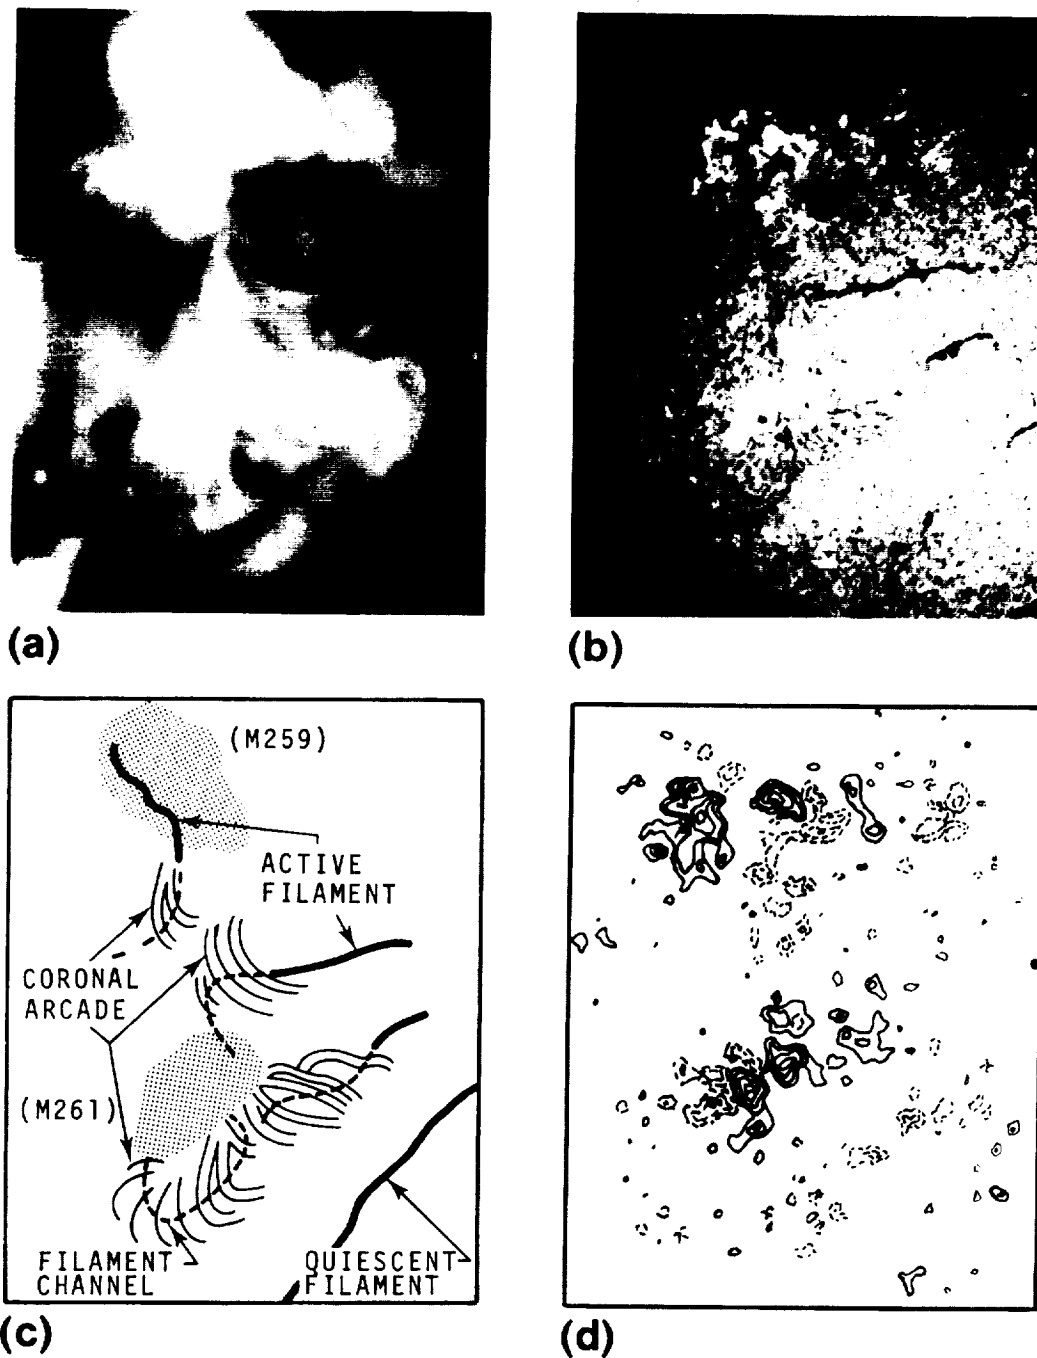 (a)
(b)
(M259)
ACTIVE
FILAMENT
CORONAL
ARCADE
(M261)
FILAMENT
CHANNEL
QUIESCENT
FILAMENT
(c)
(d)